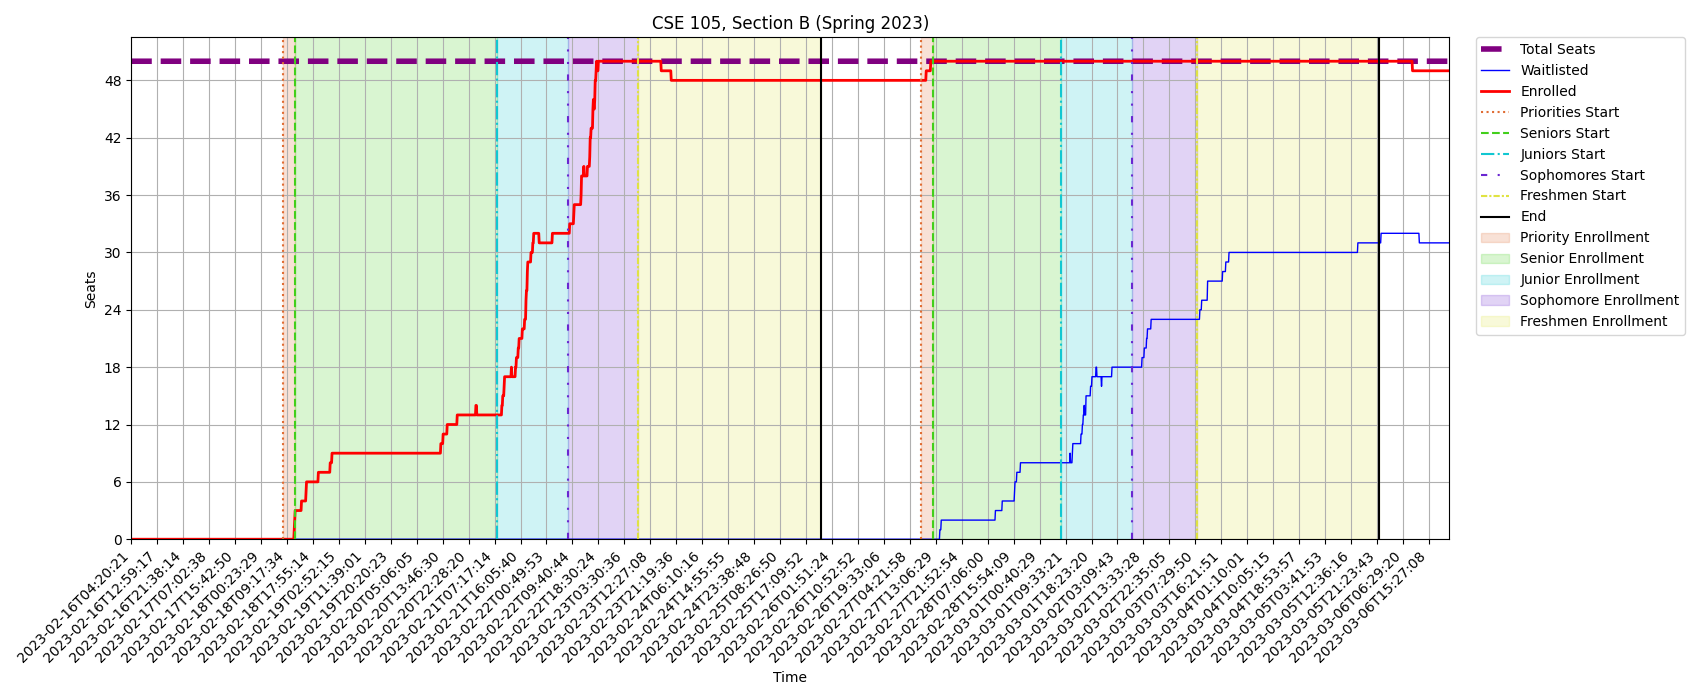 CSE 105, Section B (Spring 2023)
Seats
48
42
36
30
24
18
12
6
0
2023-02-16T04:20:21
2023-02-16T12:59:17
2023-02-16T21:38:14
2023-02-17T07:02:38
2023-02-17T15:42:50
2023-02-18T00:23:29
2023-02-18T09:17:34
2023-02-18T17:55:14
2023-02-19T02:52:15
2023-02-19T11:39:01
2023-02-19T20:20:23
2023-02-20T05:06:05
2023-02-20T13:46:30
2023-02-20T22:28:20
2023-02-21T07:17:14
2023-02-21T16:05:40
2023-02-22T00:49:53
2023-02-22T09:40:44
2023-02-22T18:30:24
2023-02-23T03:30:36
2023-02-23T12:27:08
2023-02-23T21:19:36
2023-02-24T06:10:16
2023-02-24T14:55:55
2023-02-24T23:38:48
2023-02-25T08:26:50
2023-02-25T17:09:52
2023-02-26T01:51:24
2023-02-26T10:52:52
2023-02-26T19:33:06
2023-02-27T04:21:58
2023-02-27T13:06:29
2023-02-27T21:52:54
2023-02-28T07:06:00
2023-02-28T15:54:09
2023-03-01T00:40:29
2023-03-01T09:33:21
2023-03-01T18:23:20
2023-03-02T03:09:43
2023-03-02T13:33:28
2023-03-02T22:35:05
2023-03-03T07:29:50
2023-03-03T16:21:51
2023-03-04T01:10:01
2023-03-04T10:05:15
2023-03-04T18:53:57
2023-03-05T03:41:53
2023-03-05T12:36:16
2023-03-05T21:23:43
2023-03-06T06:29:20
2023-03-06T15:27:08
Time
Total Seats
Waitlisted
Enrolled
Priorities Start
Seniors Start
Juniors Start
Sophomores Start
Freshmen Start
End
Priority Enrollment
Senior Enrollment
Junior Enrollment
Sophomore Enrollment
Freshmen Enrollment